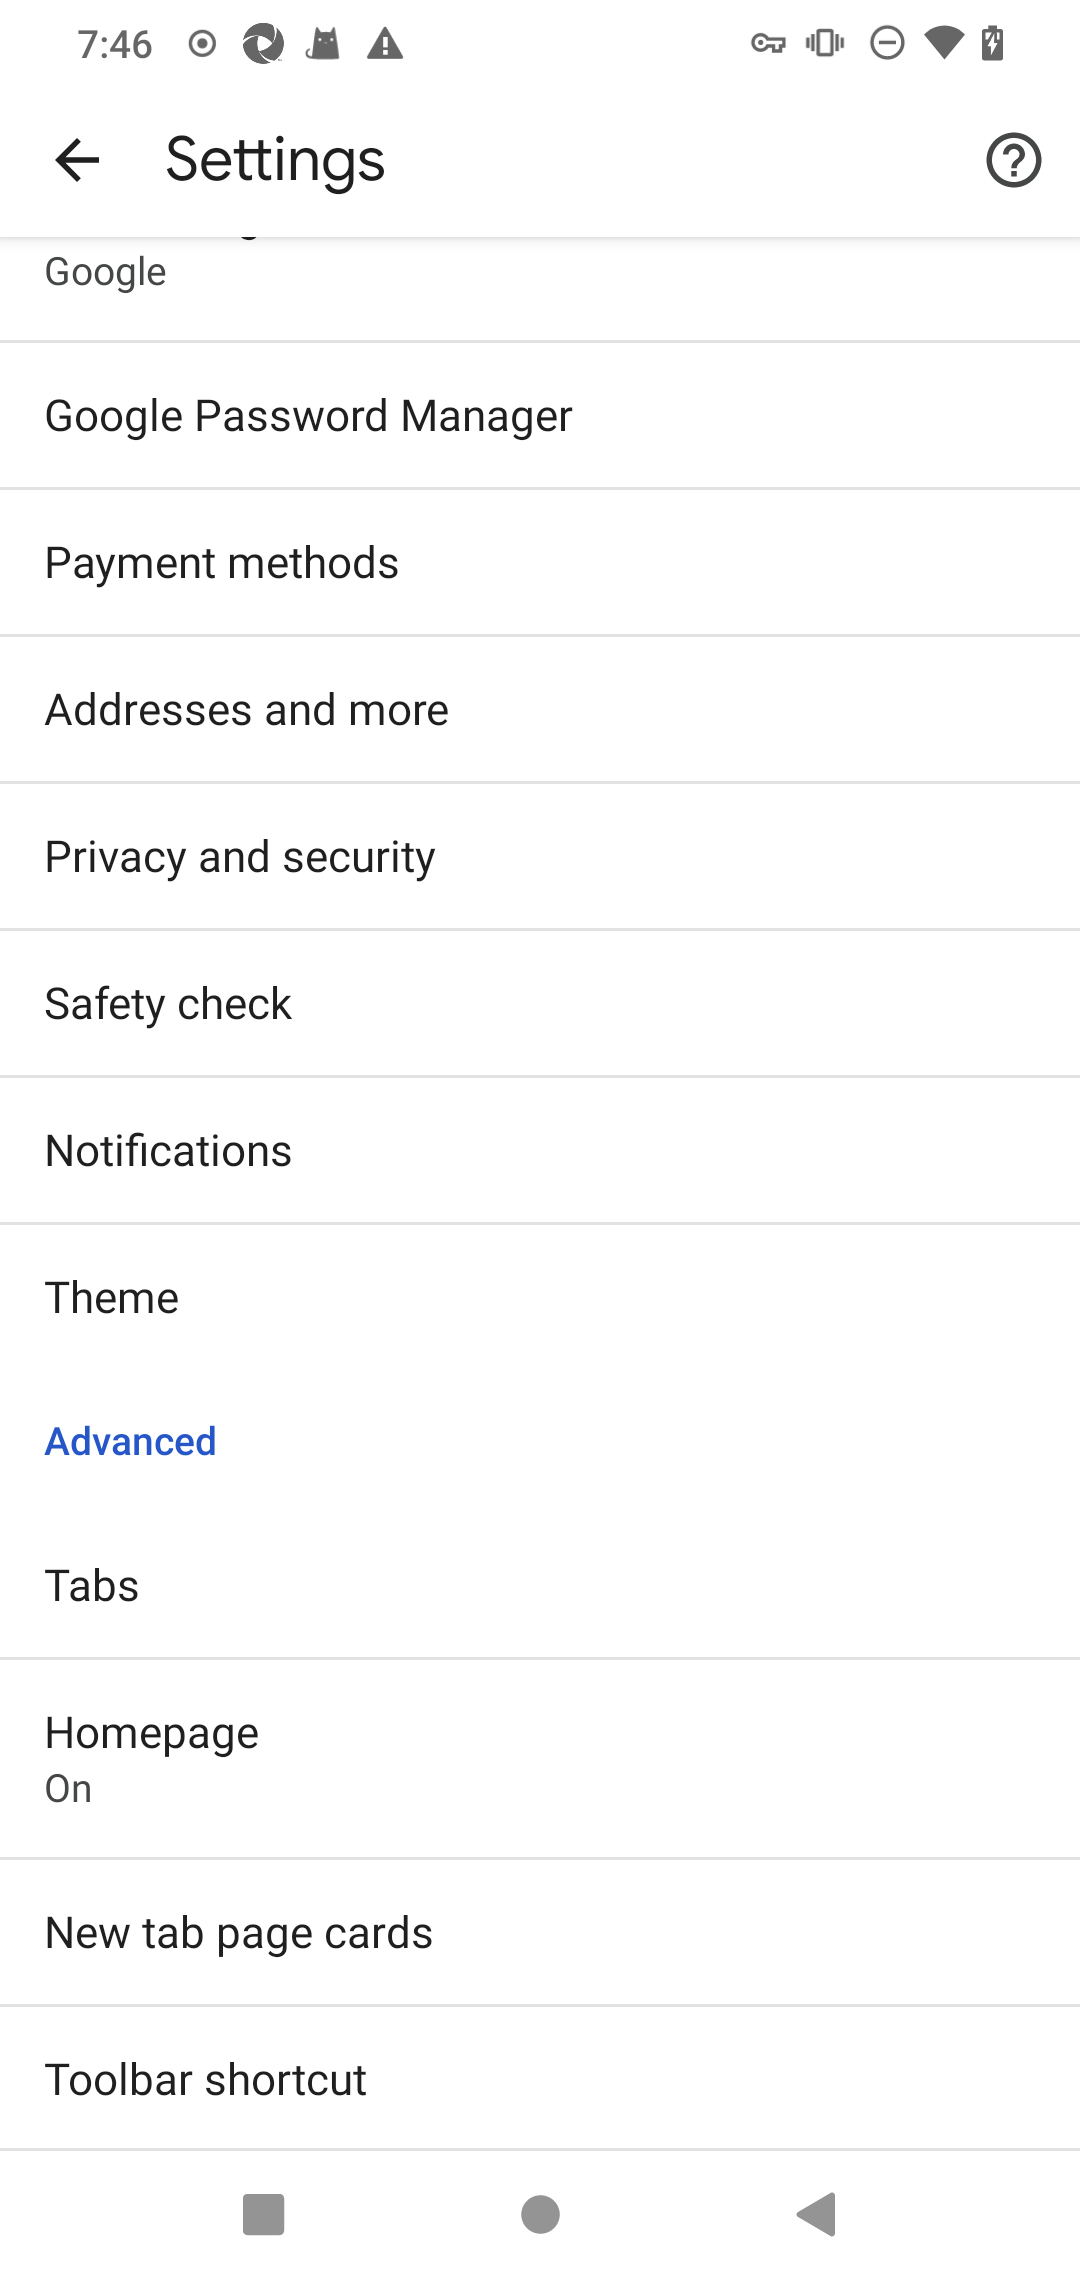 7:46
Settings
Google
Google Password Manager
Payment methods
Addresses and more
Privacy and security
Safety check
Notifications
Theme
Advanced
Tabs
Homepage
On
New tab page cards
Toolbar shortcut